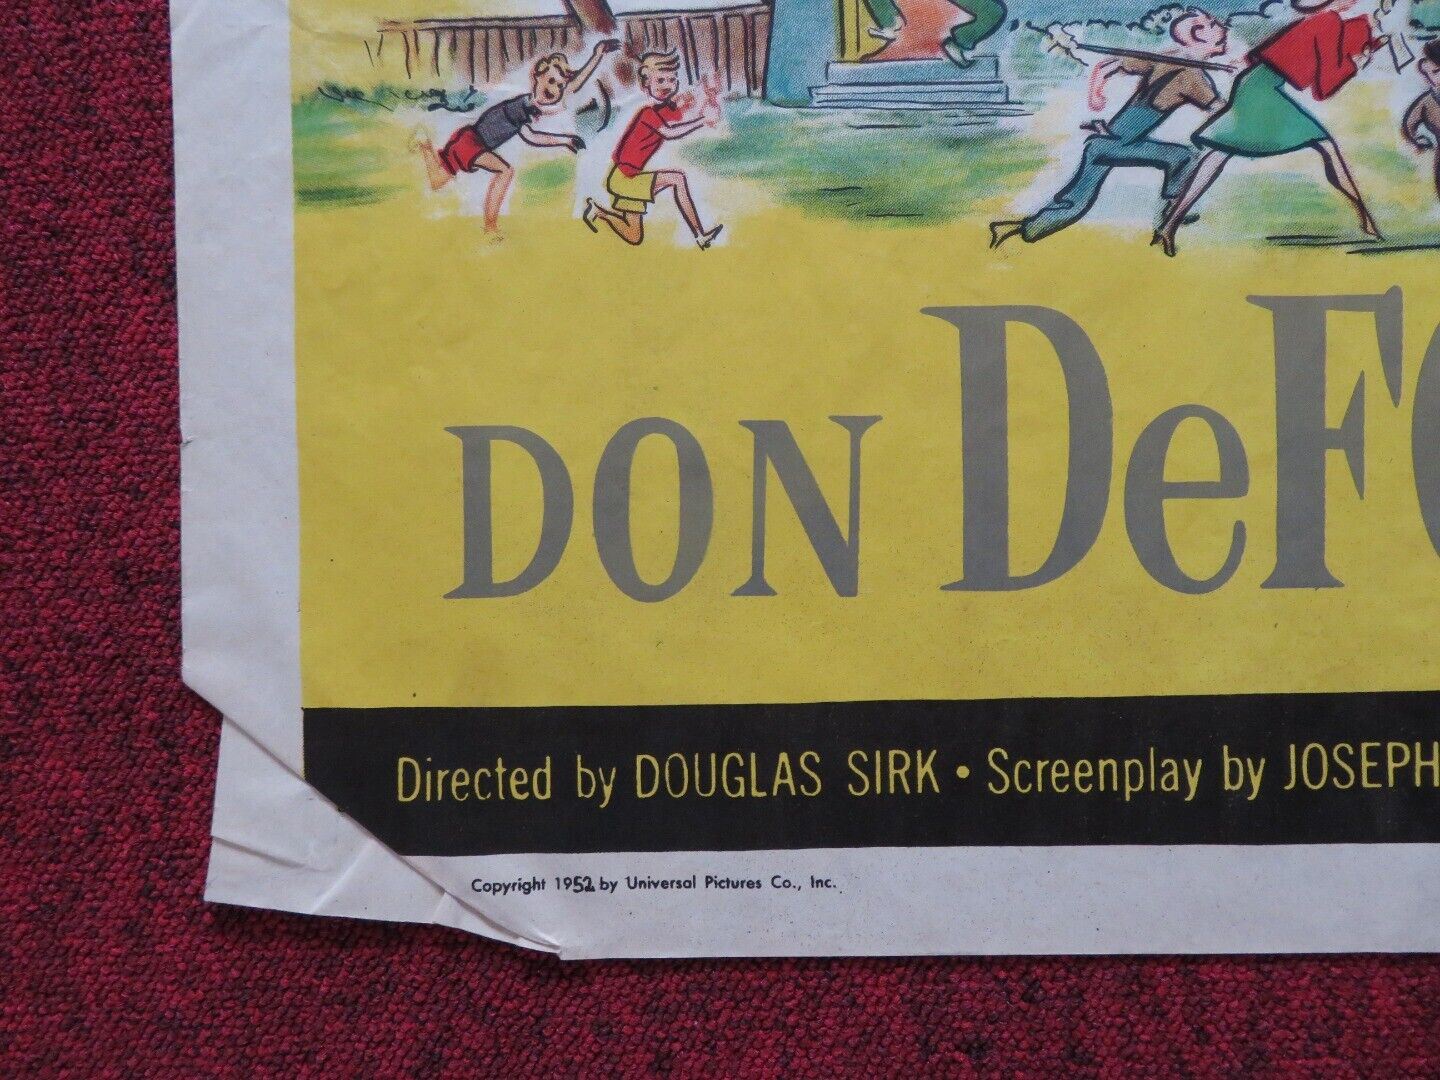 DON DeF
Directed by DOUGLAS SIRK • Screenplay by JOSEPH
Copyright 1952 by Universal Pictures Co., Inc.